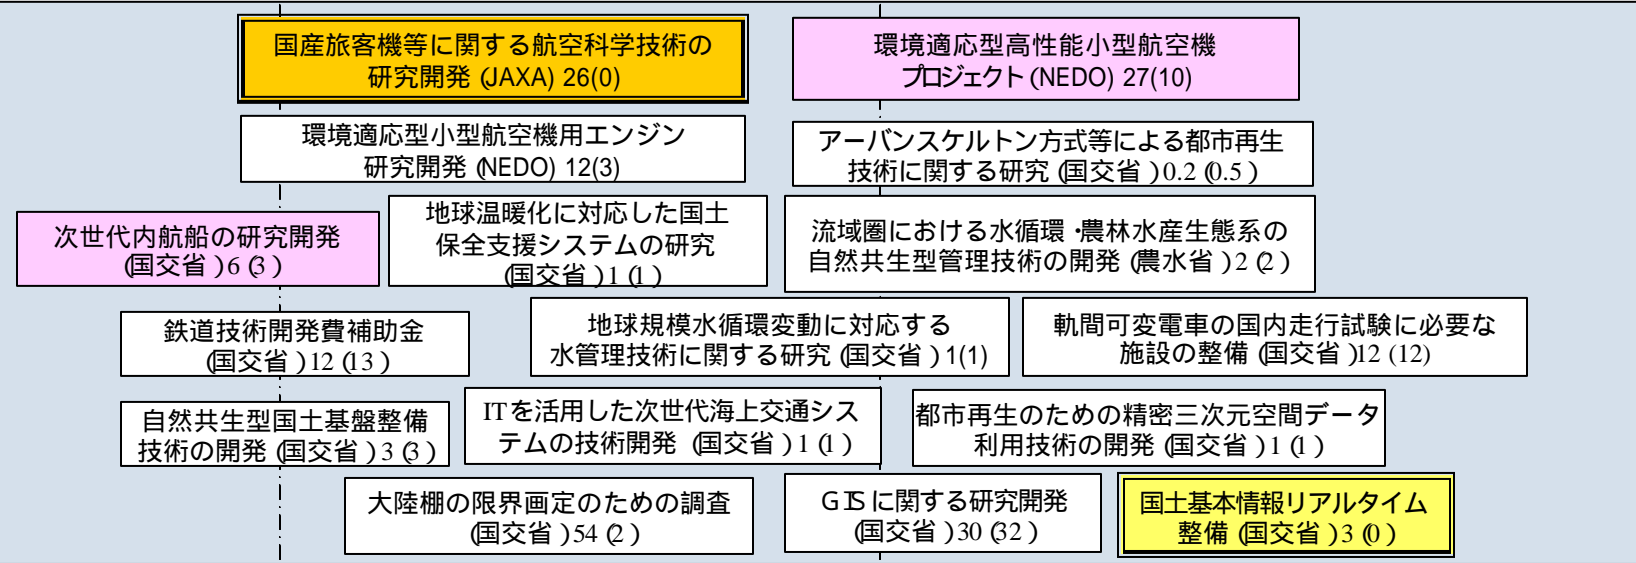 国産旅客機等に関する航空科学技術の
研究開発 (JAXA) 26(0)
環境適応型高性能小型航空機
プロジェクト (NEDO) 27(10)
環境適応型小型航空機用エンジン
研究開発 (NEDO) 12(3)
アーバンスケルトン方式等による都市再生
技術に関する研究 (国交省) 0.2 (0.5)
次世代内航船の研究開発
(国交省) 6 (3)
地球温暖化に対応した国土
保全支援システムの研究
(国交省) 1 (1)
流域圏における水循環・農林水産生態系の
自然共生型管理技術の開発 (農水省) 2 (2)
鉄道技術開発費補助金
(国交省) 12 (13)
地球規模水循環変動に対応する
水管理技術に関する研究 (国交省) 1(1)
軌間可変電車の国内走行試験に必要な
施設の整備 (国交省) 12 (12)
自然共生型国土基盤整備
技術の開発 (国交省) 3 (3)
ITを活用した次世代海上交通シス
テムの技術開発 (国交省) 1 (1)
都市再生のための精密三次元空間データ
利用技術の開発 (国交省) 1 (1)
大陸棚の限界画定のための調査
(国交省) 54 (2)
GISに関する研究開発
(国交省) 30 (32)
国土基本情報リアルタイム
整備 (国交省) 3 (0)